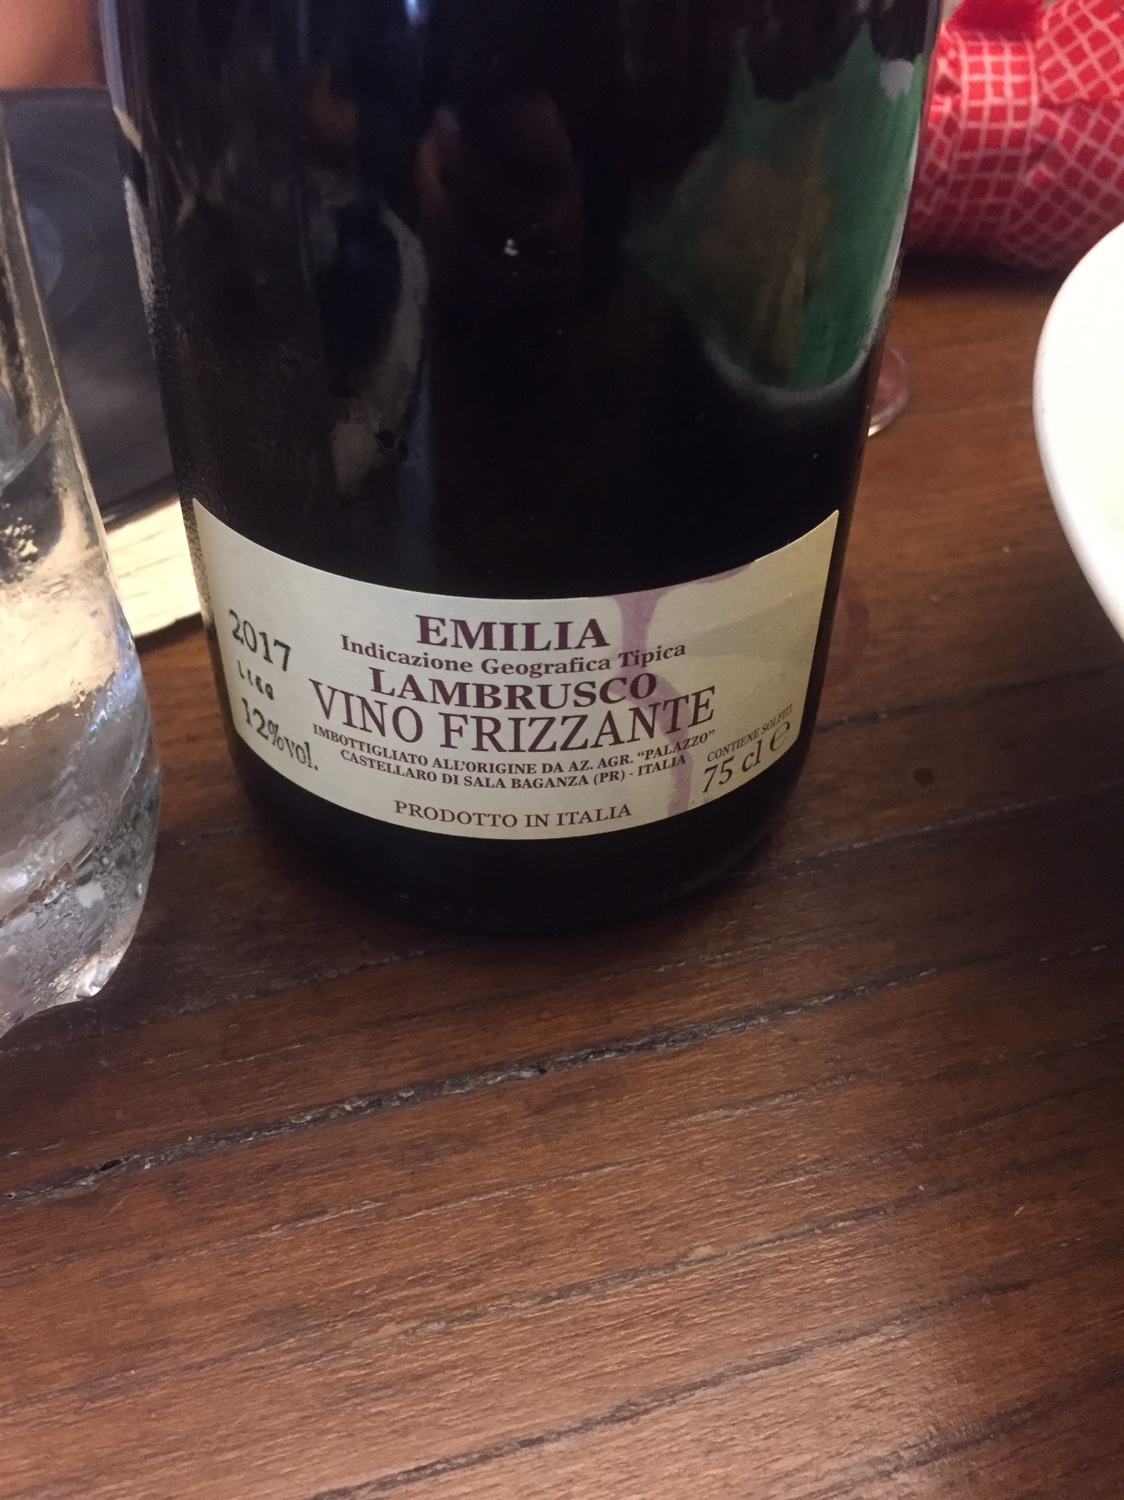 EMILIA
Indicazione Geografica Tipica
LAMBRUSCO
VINO FRIZZANTE
IMBOTTIGLIATO ALL'ORIGINE DA AZ. AGR. "PALAZZO"
CASTELLARO DI SALA BAGANZA (PR) - ITALIA
PRODOTTO IN ITALIA
2017
12%vol.
CONTIENE SOLFITI
75 cl e